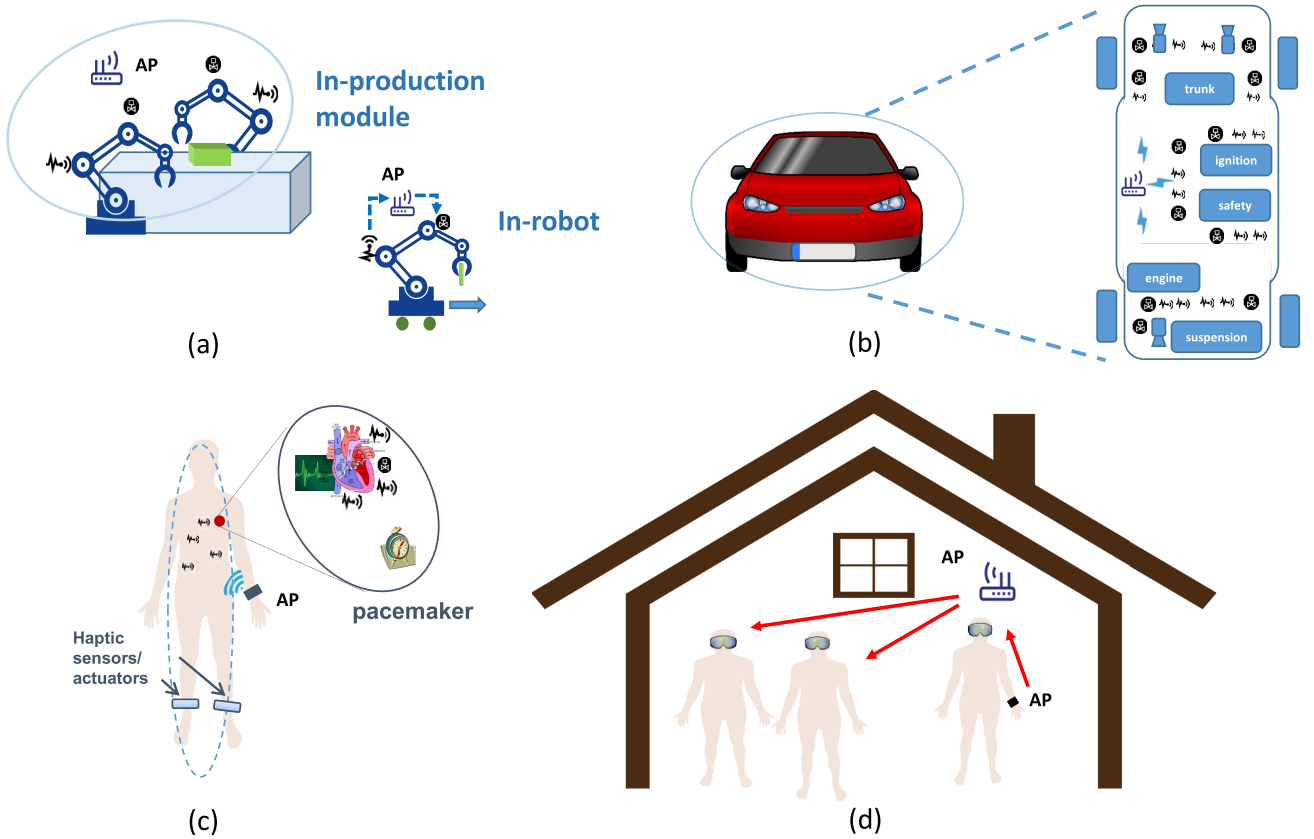 AP
In-production
module
AP
In-robot
(a)
trunk
ignition
safety
engine
suspension
(b)
AP
pacemaker
Haptic
sensors/
actuators
(c)
AP
AP
(d)